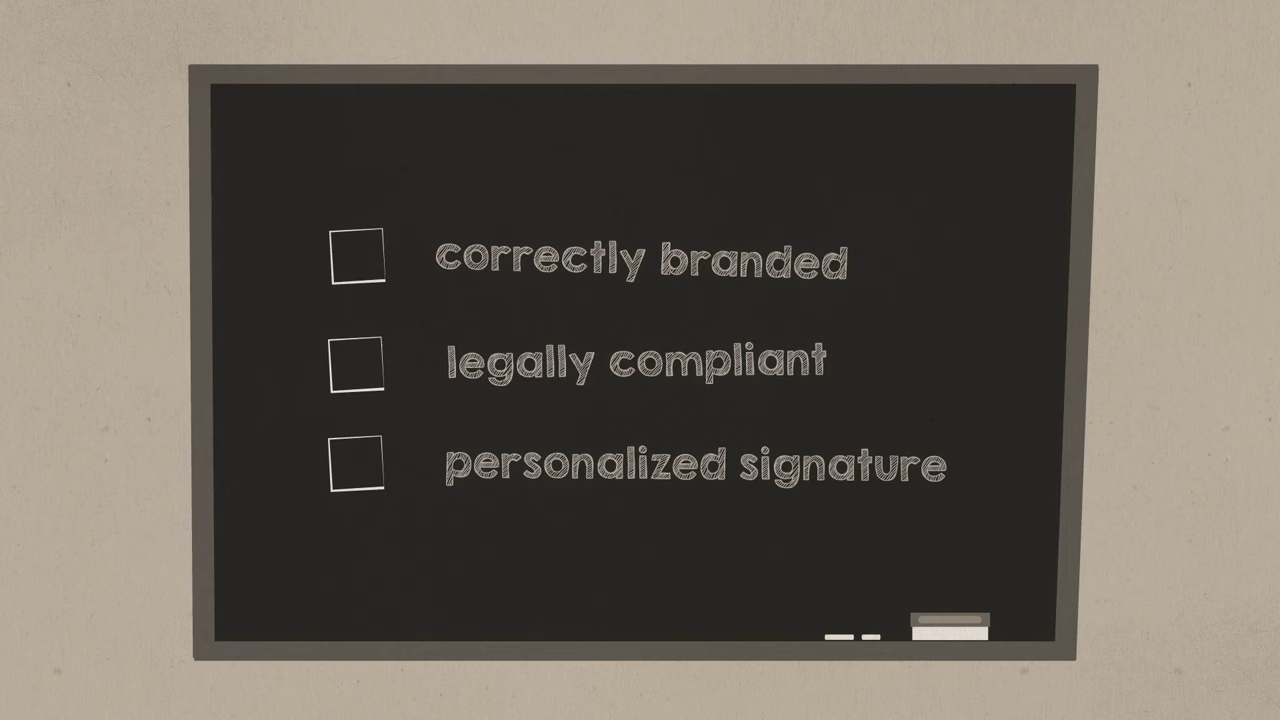 correctly branded
legally compliant
personalized signature